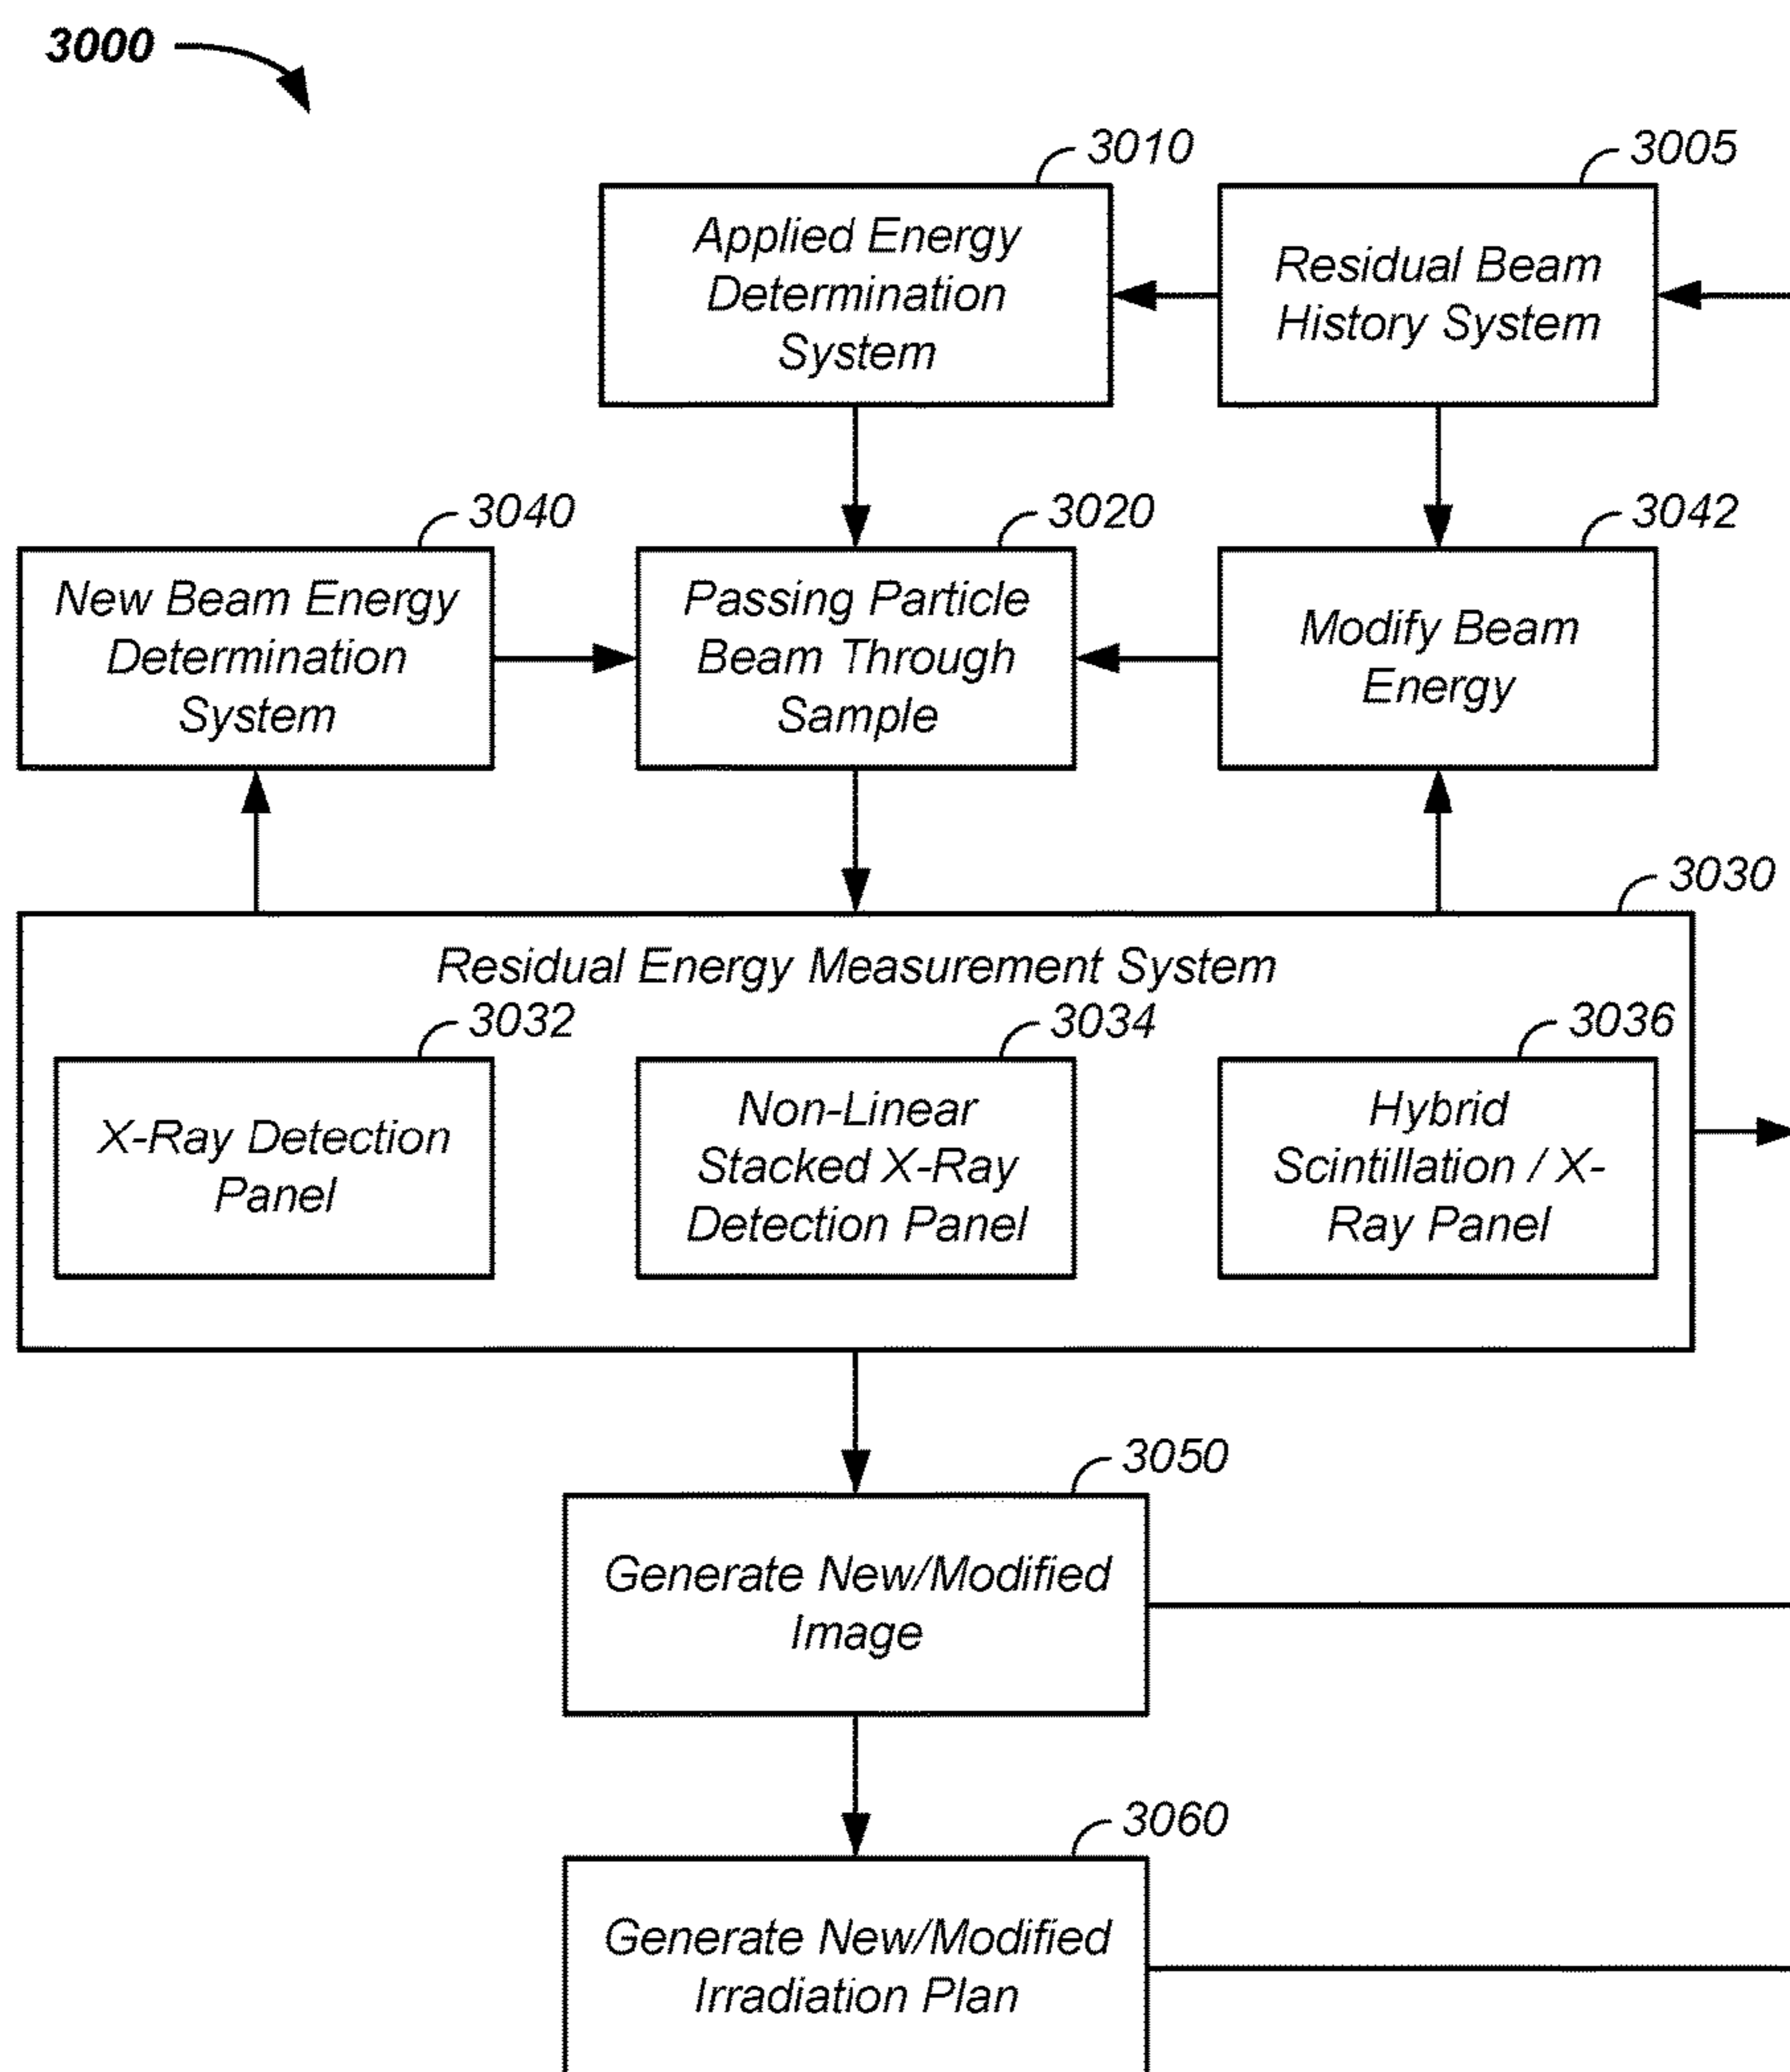 3000
3010
Applied Energy
Determination
System
3005
Residual Beam
History System
3040
New Beam Energy
Determination
System
3020
Passing Particle
Beam Through
Sample
3042
Modify Beam
Energy
3030
Residual Energy Measurement System
3032
X-Ray Detection
Panel
3034
Non-Linear
Stacked X-Ray
Detection Panel
3036
Hybrid
Scintillation / X-
Ray Panel
3050
Generate New/Modified
Image
3060
Generate New/Modified
Irradiation Plan